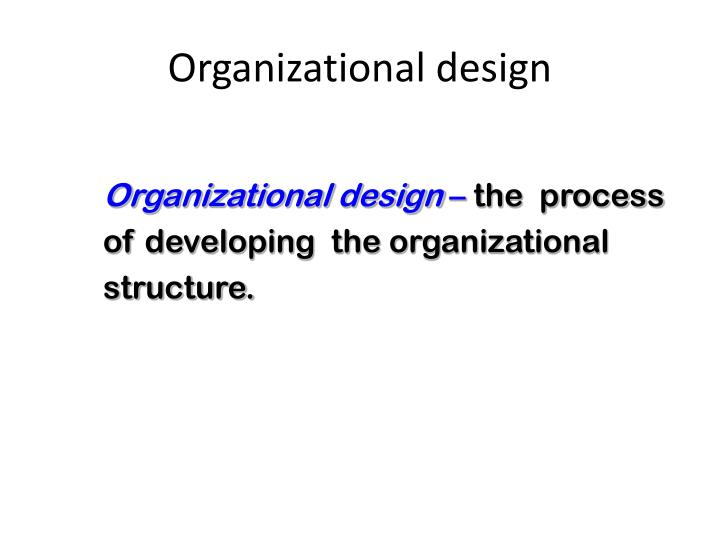 Organizational design
Organizational design – the process
of developing the organizational
structure.